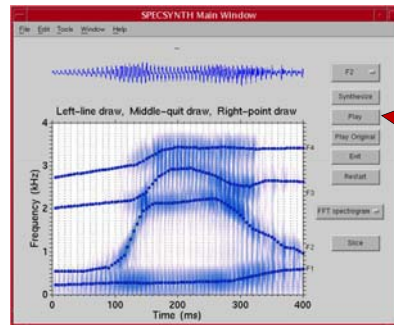 SPECSYNTH Main Window
File Edit Tools Window Help
F2
Synthesize
Play
Play Original
Exit
Restart
FFT spectrogram
Slice
Left-line draw, Middle-quit draw, Right-point draw
Frequency (kHz)
4
3
2
1
0
F4
F3
F2
F1
0 100 200 300 400
Time (ms)